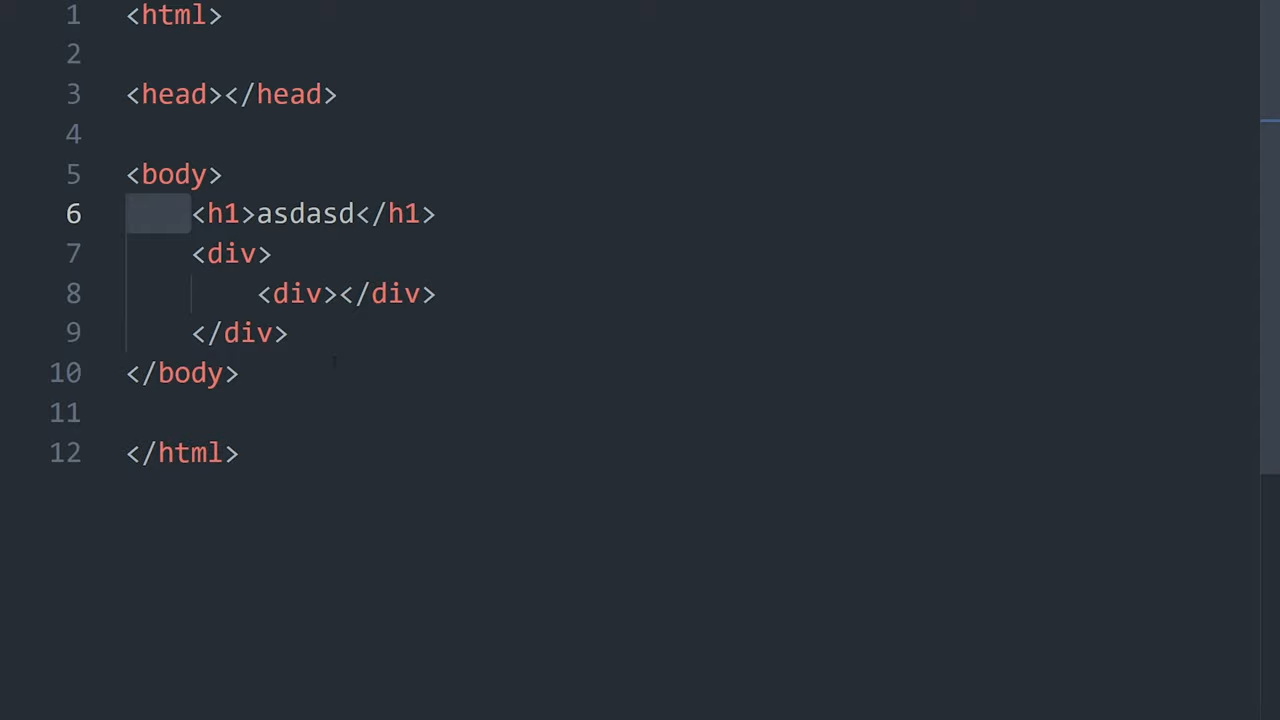 1 <html>
2
3 <head></head>
4
5 <body>
6     <h1>asdasd</h1>
7     <div>
8         <div></div>
9     </div>
10 </body>
11
12 </html>